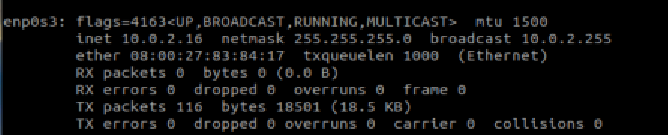 enp0s3: flags=4163<UP,BROADCAST,RUNNING,MULTICAST>  mtu 1500
inet 10.0.2.16  netmask 255.255.255.0  broadcast 10.0.2.255
ether 08:00:27:83:84:17  txqueuelen 1000  (Ethernet)
RX packets 0  bytes 0 (0.0 B)
RX errors 0  dropped 0  overruns 0  frame 0
TX packets 116  bytes 18501 (18.5 KB)
TX errors 0  dropped 0 overruns 0  carrier 0  collisions 0